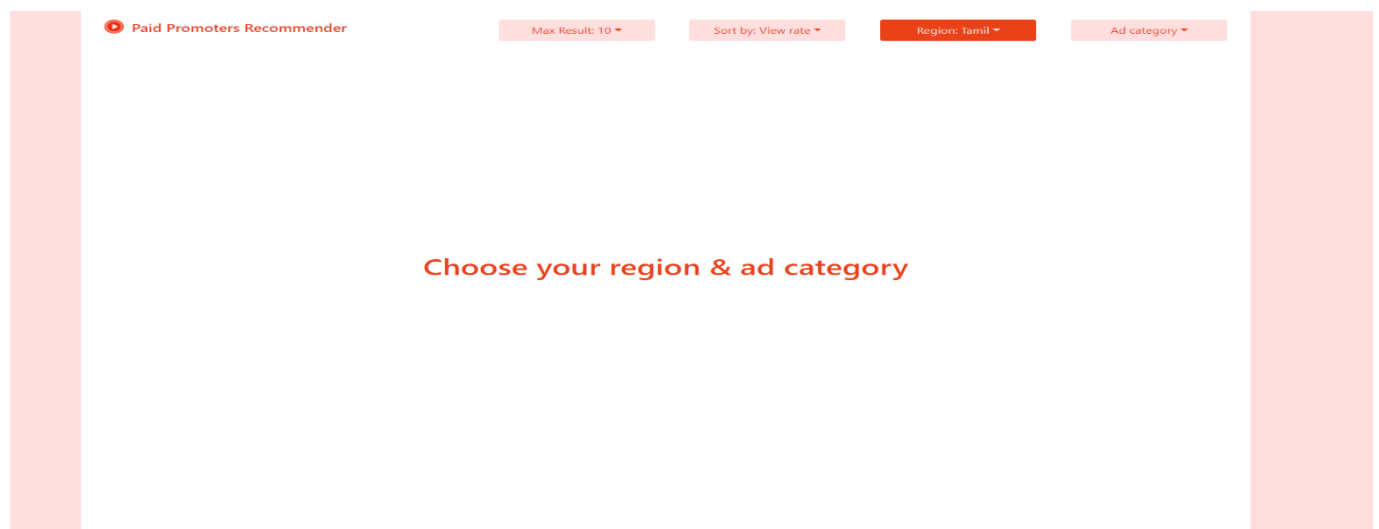 Paid Promoters Recommender
Max Result: 10
Sort by: View rate
Region: Tamil
Ad category
Choose your region & ad category